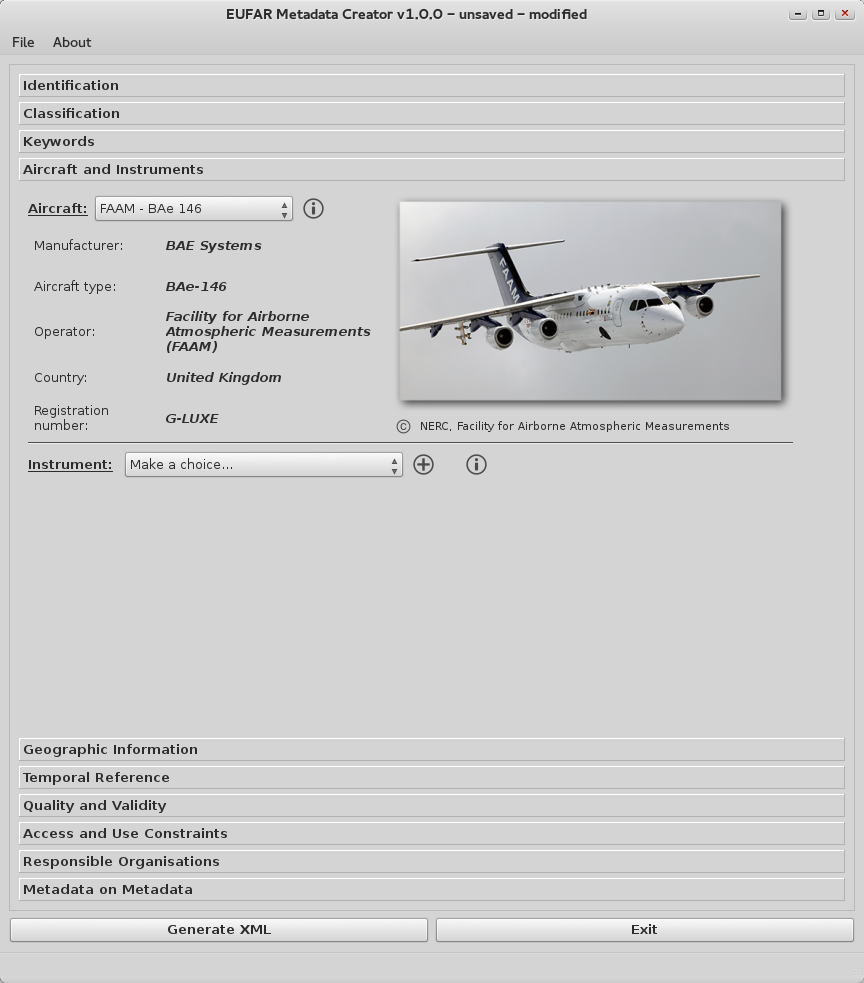 EUFAR Metadata Creator v1.0.0 – unsaved – modified
File About
Identification
Classification
Keywords
Aircraft and Instruments
Aircraft: FAAM - BAe 146
Manufacturer: BAE Systems
Aircraft type: BAe-146
Operator: Facility for Airborne
Atmospheric Measurements
(FAAM)
Country: United Kingdom
Registration
number: G-LUXE
FAAM
© NERC, Facility for Airborne Atmospheric Measurements
Instrument: Make a choice...
Geographic Information
Temporal Reference
Quality and Validity
Access and Use Constraints
Responsible Organisations
Metadata on Metadata
Generate XML Exit